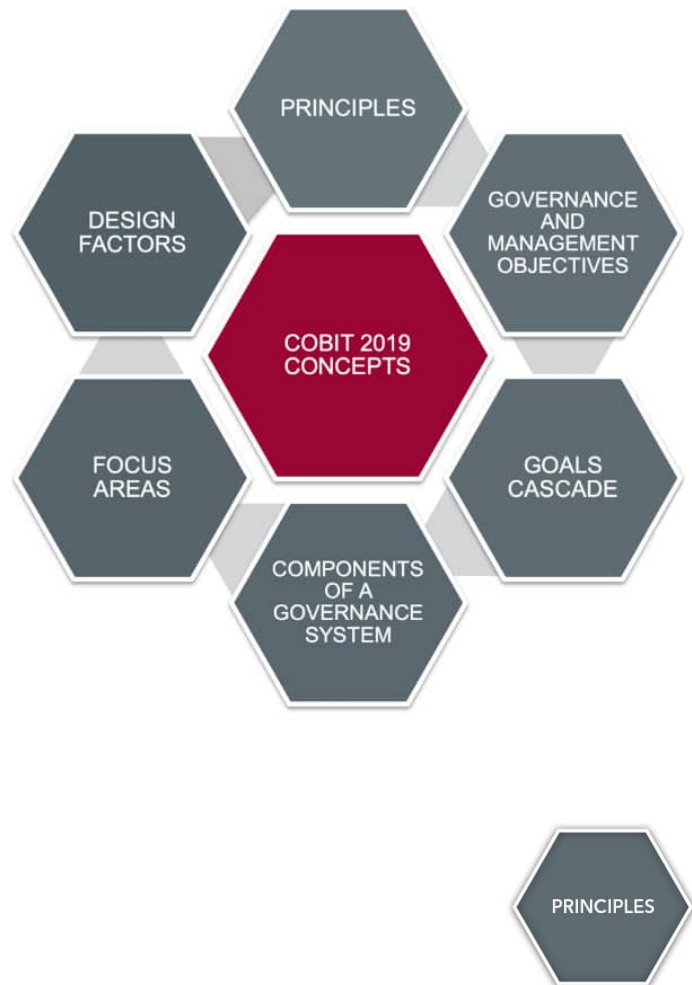 PRINCIPLES
DESIGN
FACTORS
GOVERNANCE
AND
MANAGEMENT
OBJECTIVES
COBIT 2019
CONCEPTS
FOCUS
AREAS
GOALS
CASCADE
COMPONENTS
OF A
GOVERNANCE
SYSTEM
PRINCIPLES